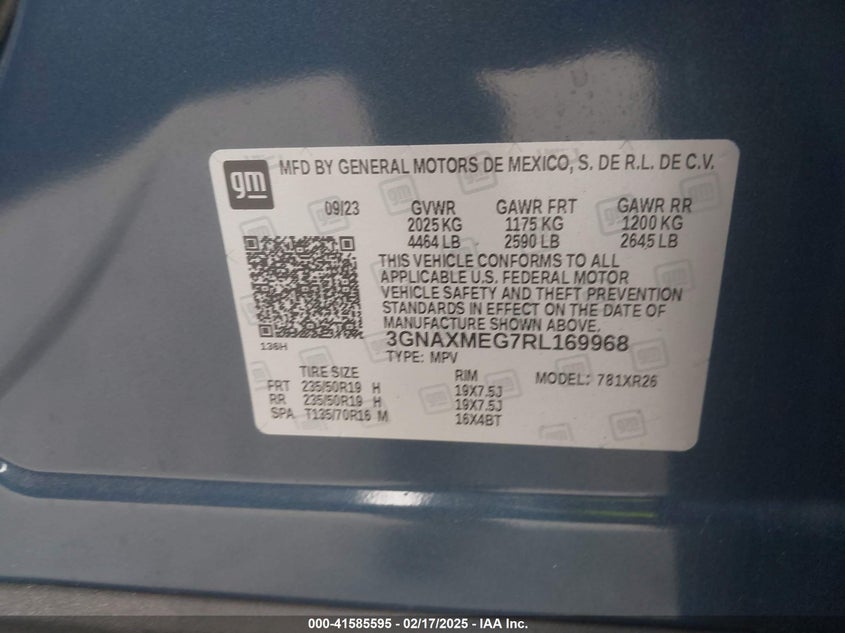 gm
MFD BY GENERAL MOTORS DE MEXICO, S. DE R.L. DE C.V.
09/23 GVWR GAWR FRT GAWR RR
2025 KG 1175 KG 1200 KG
4464 LB 2590 LB 2645 LB
THIS VEHICLE CONFORMS TO ALL
APPLICABLE U.S. FEDERAL MOTOR
VEHICLE SAFETY AND THEFT PREVENTION
STANDARDS IN EFFECT ON THE DATE OF
MANUFACTURE SHOWN ABOVE.
136H 3GNAXMEG7RL169968
TYPE: MPV
TIRE SIZE RIM MODEL: 781XR26
FRT 235/50R19 H 19X7.5J
RR 235/50R19 H 19X7.5J
SPA T135/70R16 M 16X4BT
000-41585595 - 02/17/2025 - IAA Inc.